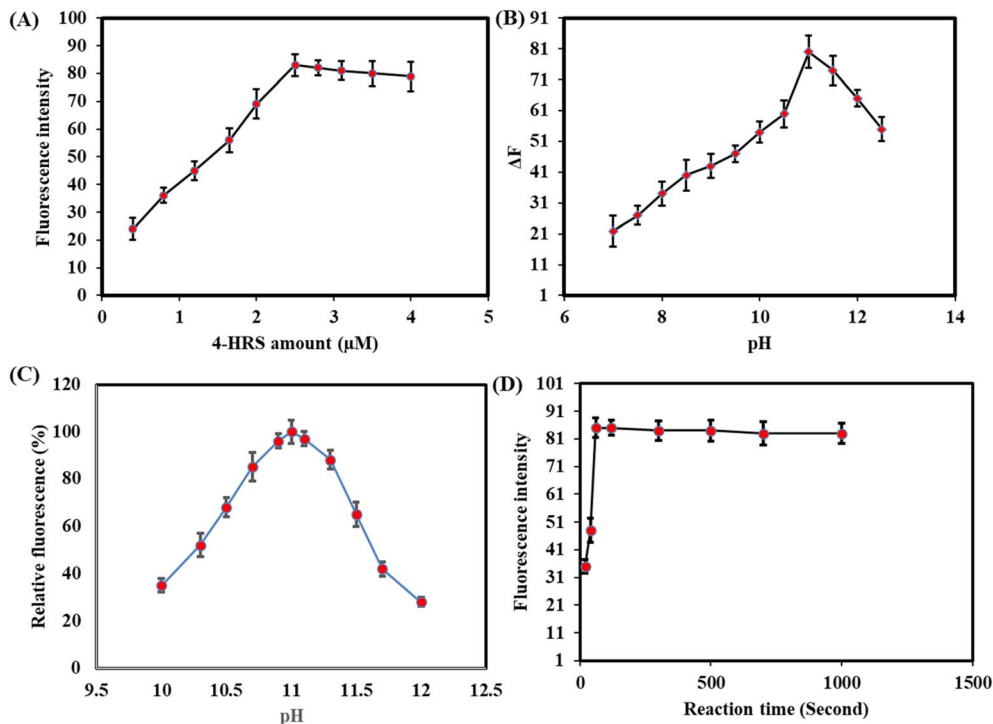 (A)
Fluorescence intensity
100
90
80
70
60
50
40
30
20
10
0
0 1 2 3 4 5
4-HRS amount (µM)
(B)
ΔF
91
81
71
61
51
41
31
21
11
1
6 8 10 12 14
pH
(C)
Relative fluorescence (%)
120
100
80
60
40
20
0
9.5 10 10.5 11 11.5 12 12.5
pH
(D)
Fluorescence intensity
101
91
81
71
61
51
41
31
21
11
1
0 500 1000 1500
Reaction time (Second)